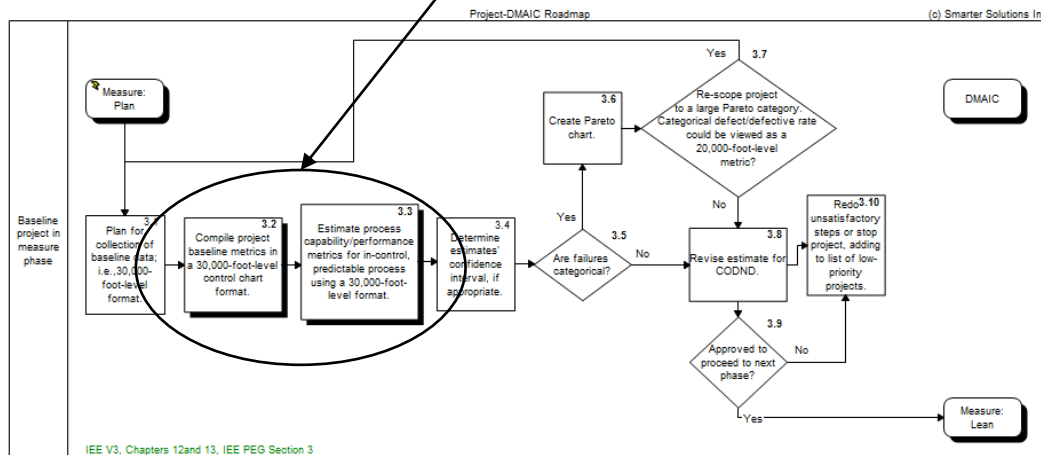 Project-DMAIC Roadmap
(c) Smarter Solutions In
Measure:
Plan
DMAIC
Yes
3.7
Re-scope project
to a large Pareto category.
Categorical defect/defective rate
could be viewed as a
20,000-foot-level
metric?
3.6
Create Pareto
chart.
Baseline
project in
measure
phase
Plan for
collection of
baseline data;
i.e.,30,000-
foot-level
format.
3.2
Compile project
baseline metrics in
a 30,000-foot-level
control chart
format.
3.3
Estimate process
capability/performance
metrics for in-control,
predictable process
using a 30,000-foot-
level format.
3.4
Determine
estimates'
confidence
interval, if
appropriate.
Yes
3.5
Are failures
categorical?
No
No
3.8
Revise estimate for
CODND.
3.10
Redo
unsatisfactory
steps or stop
project, adding
to list of low-
priority
projects.
3.9
Approved to
proceed to next
phase?
No
Yes
Measure:
Lean
IEE V3, Chapters 12and 13, IEE PEG Section 3